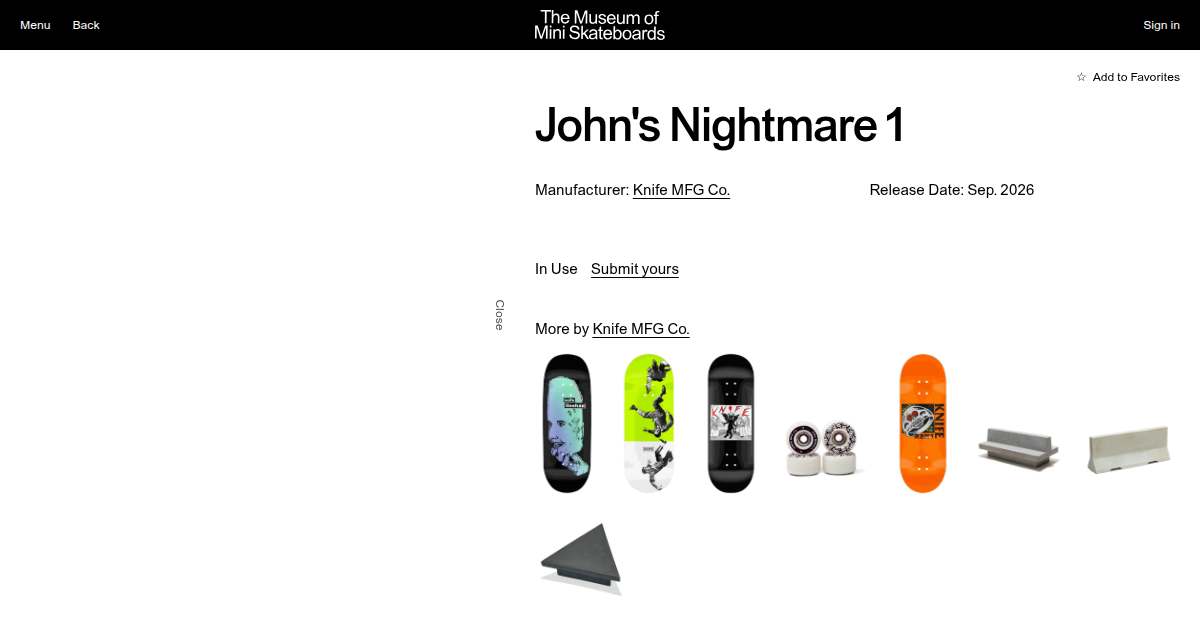 Menu
Back
The Museum of
Mini Skateboards
Sign in
☆ Add to Favorites
John's Nightmare 1
Manufacturer: Knife MFG Co.
Release Date: Sep. 2026
In Use
Submit yours
Close
More by Knife MFG Co.
KNIFE
KNIFE